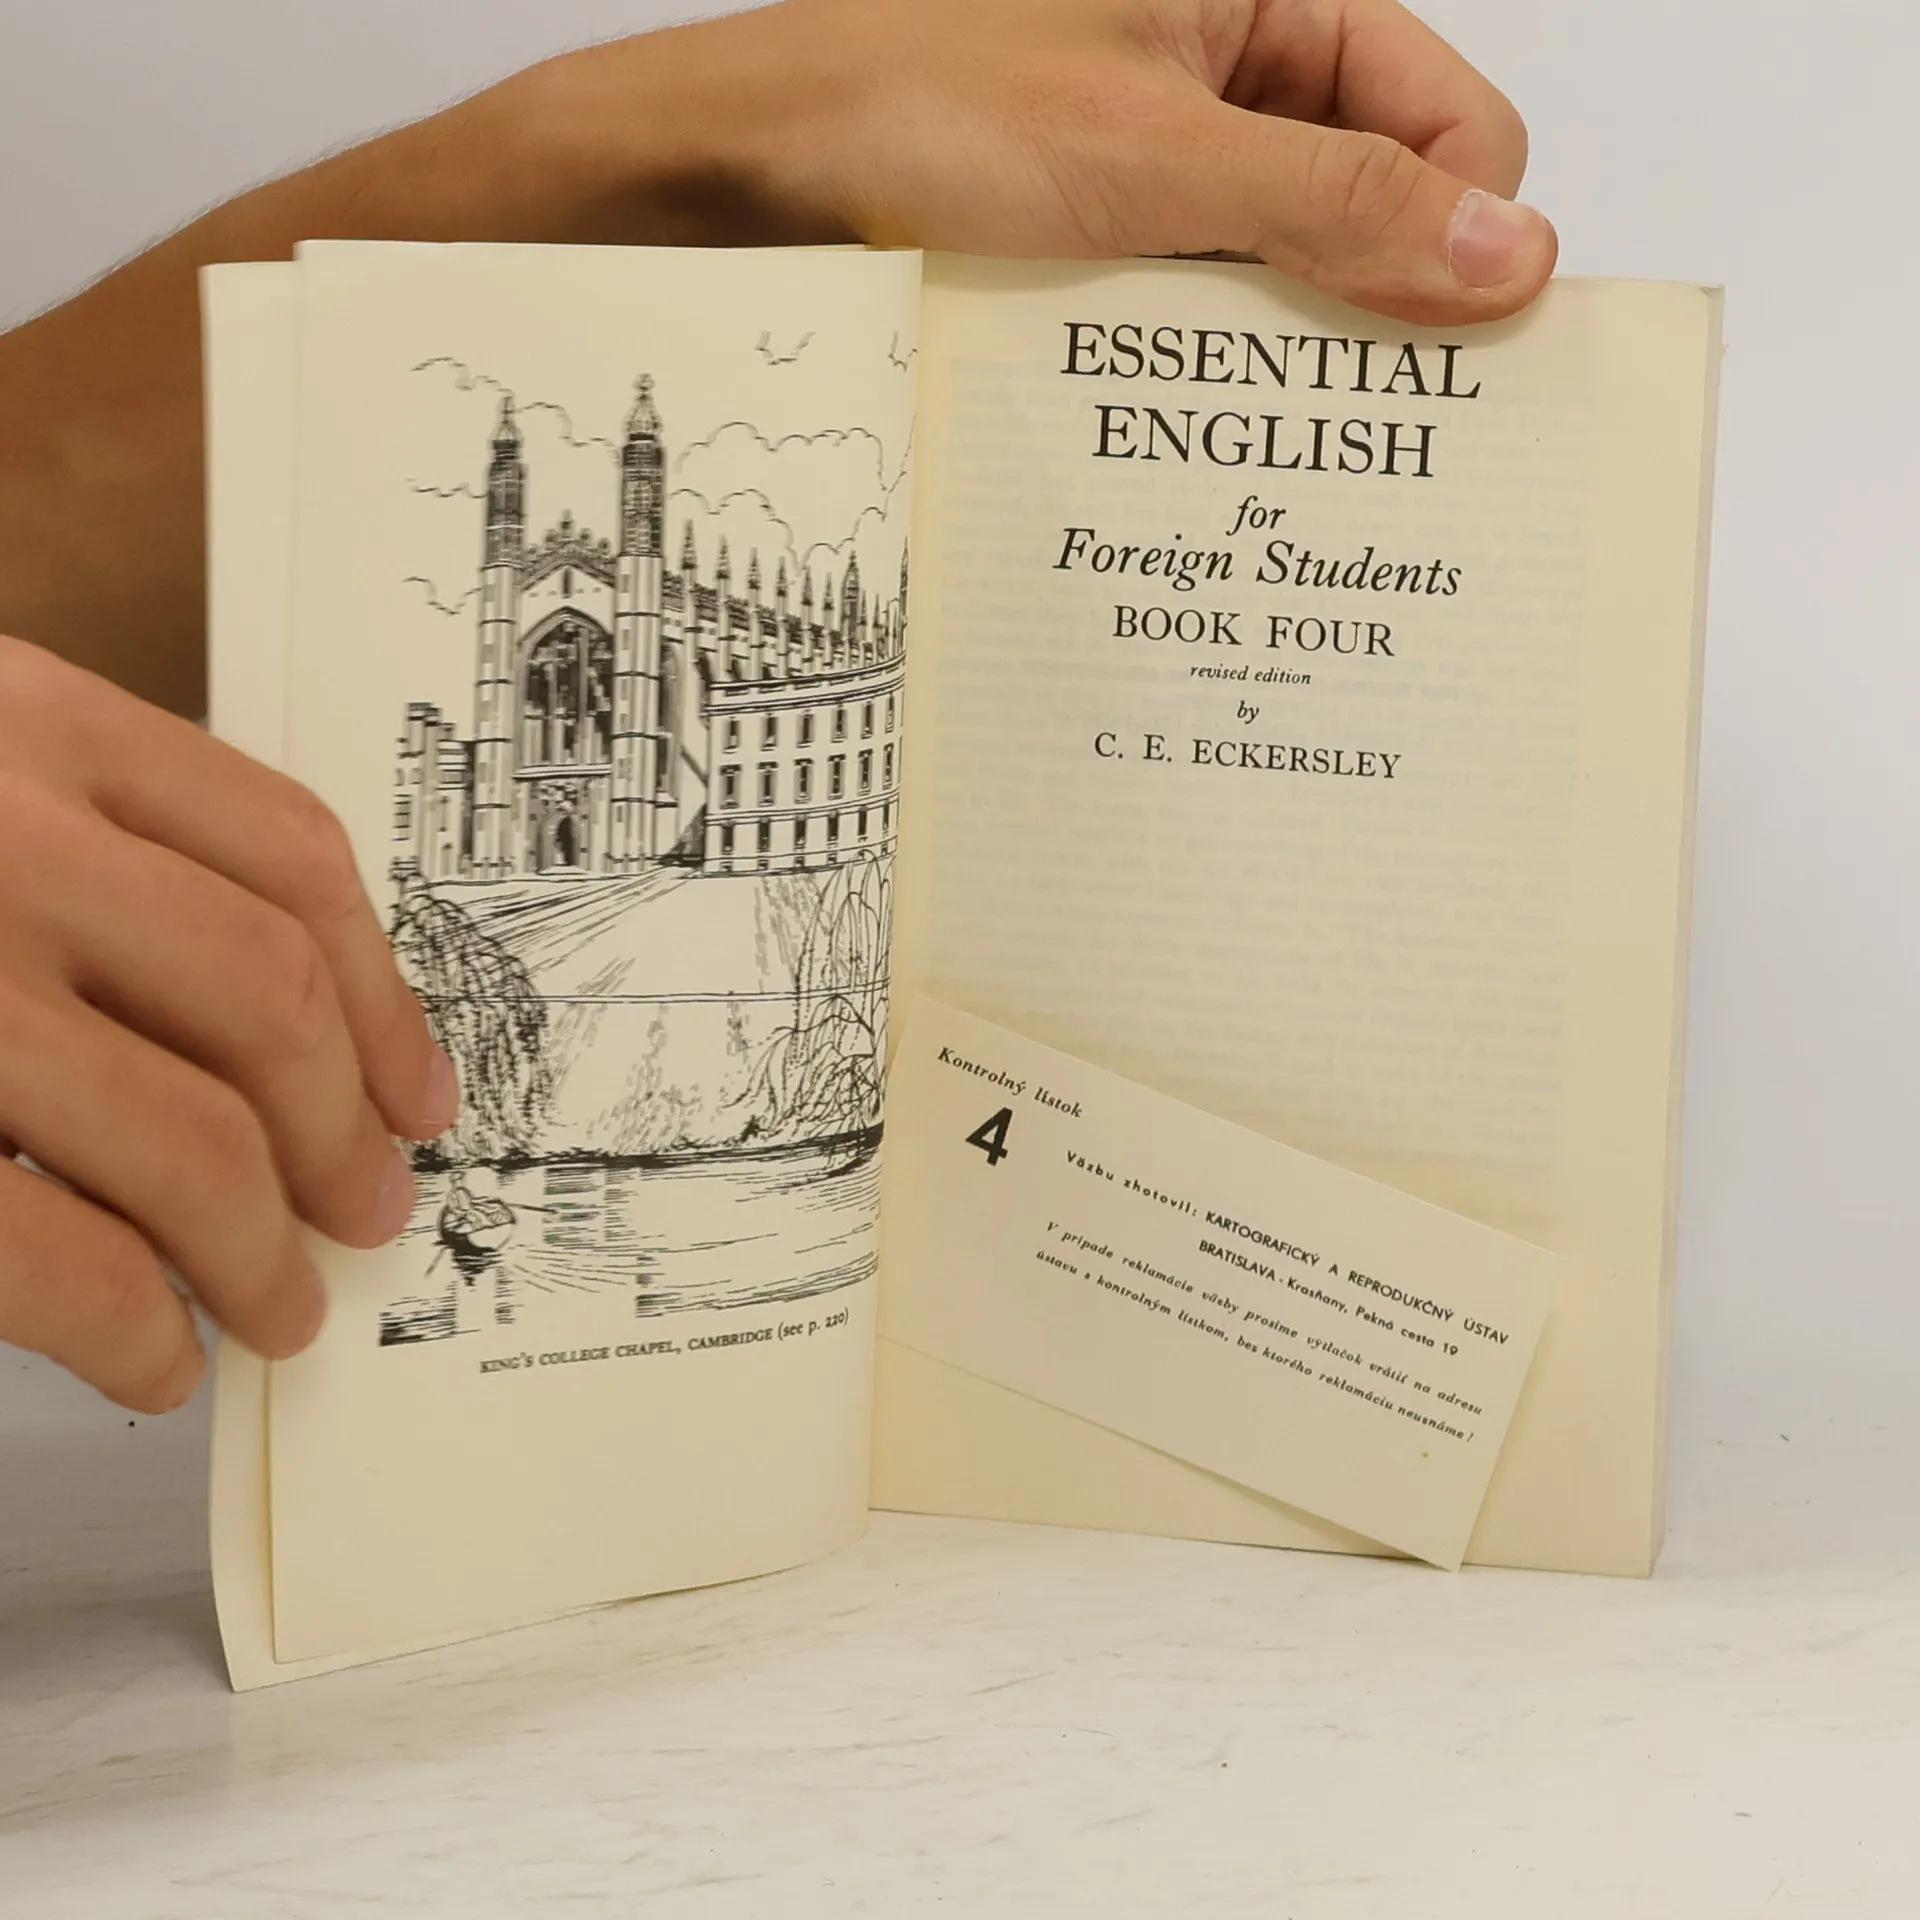 KING'S COLLEGE CHAPEL, CAMBRIDGE (see p. 220)
ESSENTIAL
ENGLISH
for
Foreign Students
BOOK FOUR
revised edition
by
C. E. ECKERSLEY
Kontrolný lístok
4
Väzbu zhotovil: KARTOGRAFICKÝ A REPRODUKČNÝ ÚSTAV
BRATISLAVA - Krasňany, Pekná cesta 19
V prípade reklamácie väzby prosíme výtlačok vrátiť na adresu
ústavu s kontrolným lístkom, bez ktorého reklamáciu neuznáme!